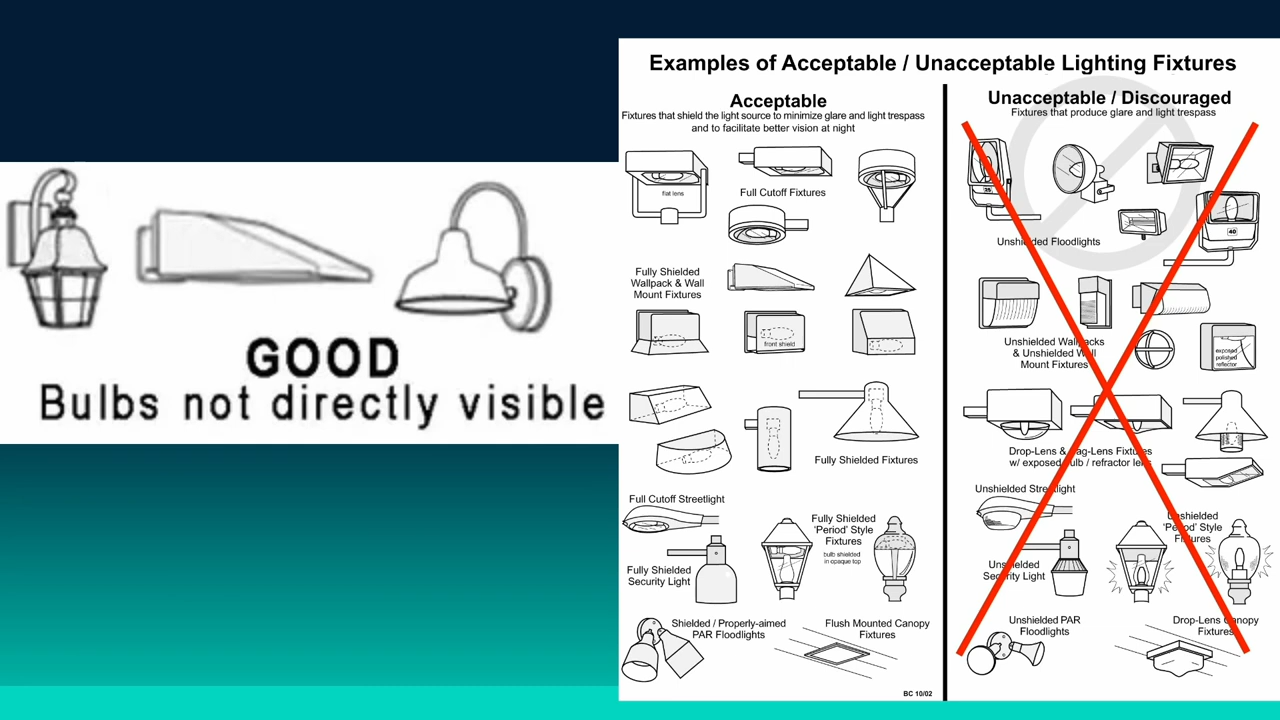 GOOD
Bulbs not directly visible
Examples of Acceptable / Unacceptable Lighting Fixtures
Acceptable
Fixtures that shield the light source to minimize glare and light trespass
and to facilitate better vision at night
flat lens
Full Cutoff Fixtures
Fully Shielded
Wallpack & Wall
Mount Fixtures
front shield
Fully Shielded Fixtures
Full Cutoff Streetlight
Fully Shielded
'Period' Style
Fixtures
bulb shielded
in opaque top
Fully Shielded
Security Light
Shielded / Properly-aimed
PAR Floodlights
Flush Mounted Canopy
Fixtures
BC 10/02
Unacceptable / Discouraged
Fixtures that produce glare and light trespass
25
40
Unshielded Floodlights
Unshielded Wallpacks
& Unshielded Wall
Mount Fixtures
exposed
polished
reflector
Drop-Lens & Sag-Lens Fixtures
w/ exposed bulb / refractor lens
Unshielded Streetlight
Unshielded
'Period' Style
Fixtures
Unshielded
Security Light
Unshielded PAR
Floodlights
Drop-Lens Canopy
Fixtures